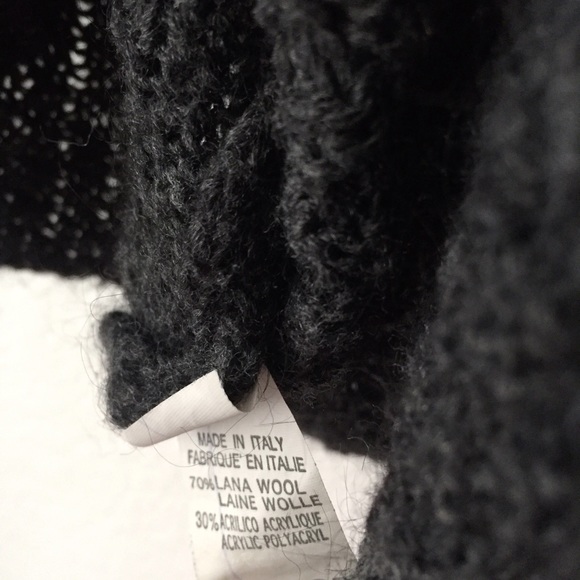 MADE IN ITALY
FABRIQUE' EN ITALIE
70% LANA WOOL
LAINE WOLLE
30% ACRILICO ACRYLIQUE
ACRYLIC-POLYACRYL